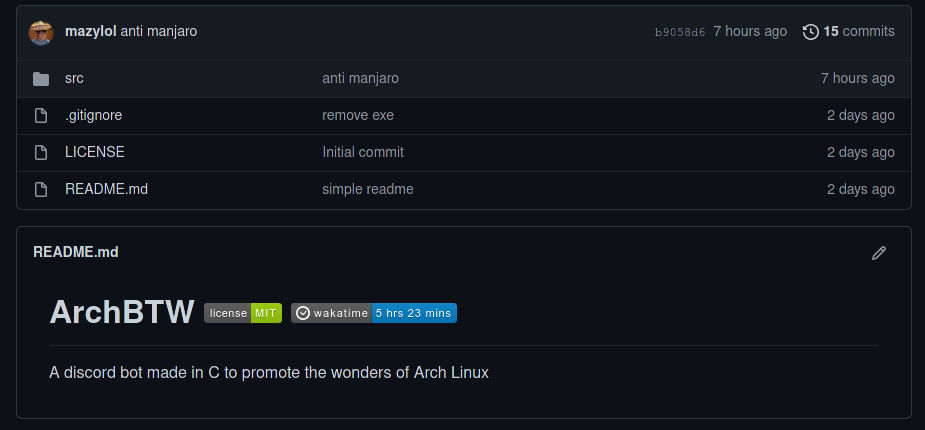 mazylol anti manjaro b9058d6 7 hours ago 15 commits
src anti manjaro 7 hours ago
.gitignore remove exe 2 days ago
LICENSE Initial commit 2 days ago
README.md simple readme 2 days ago
README.md
ArchBTW license MIT wakatime 5 hrs 23 mins
A discord bot made in C to promote the wonders of Arch Linux